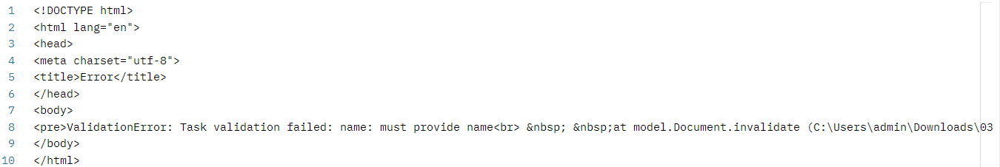 1 <!DOCTYPE html>
2 <html lang="en">
3 <head>
4 <meta charset="utf-8">
5 <title>Error</title>
6 </head>
7 <body>
8 <pre>ValidationError: Task validation failed: name: must provide name<br> &nbsp; &nbsp;at model.Document.invalidate (C:\Users\admin\Downloads\03
9 </body>
10 </html>